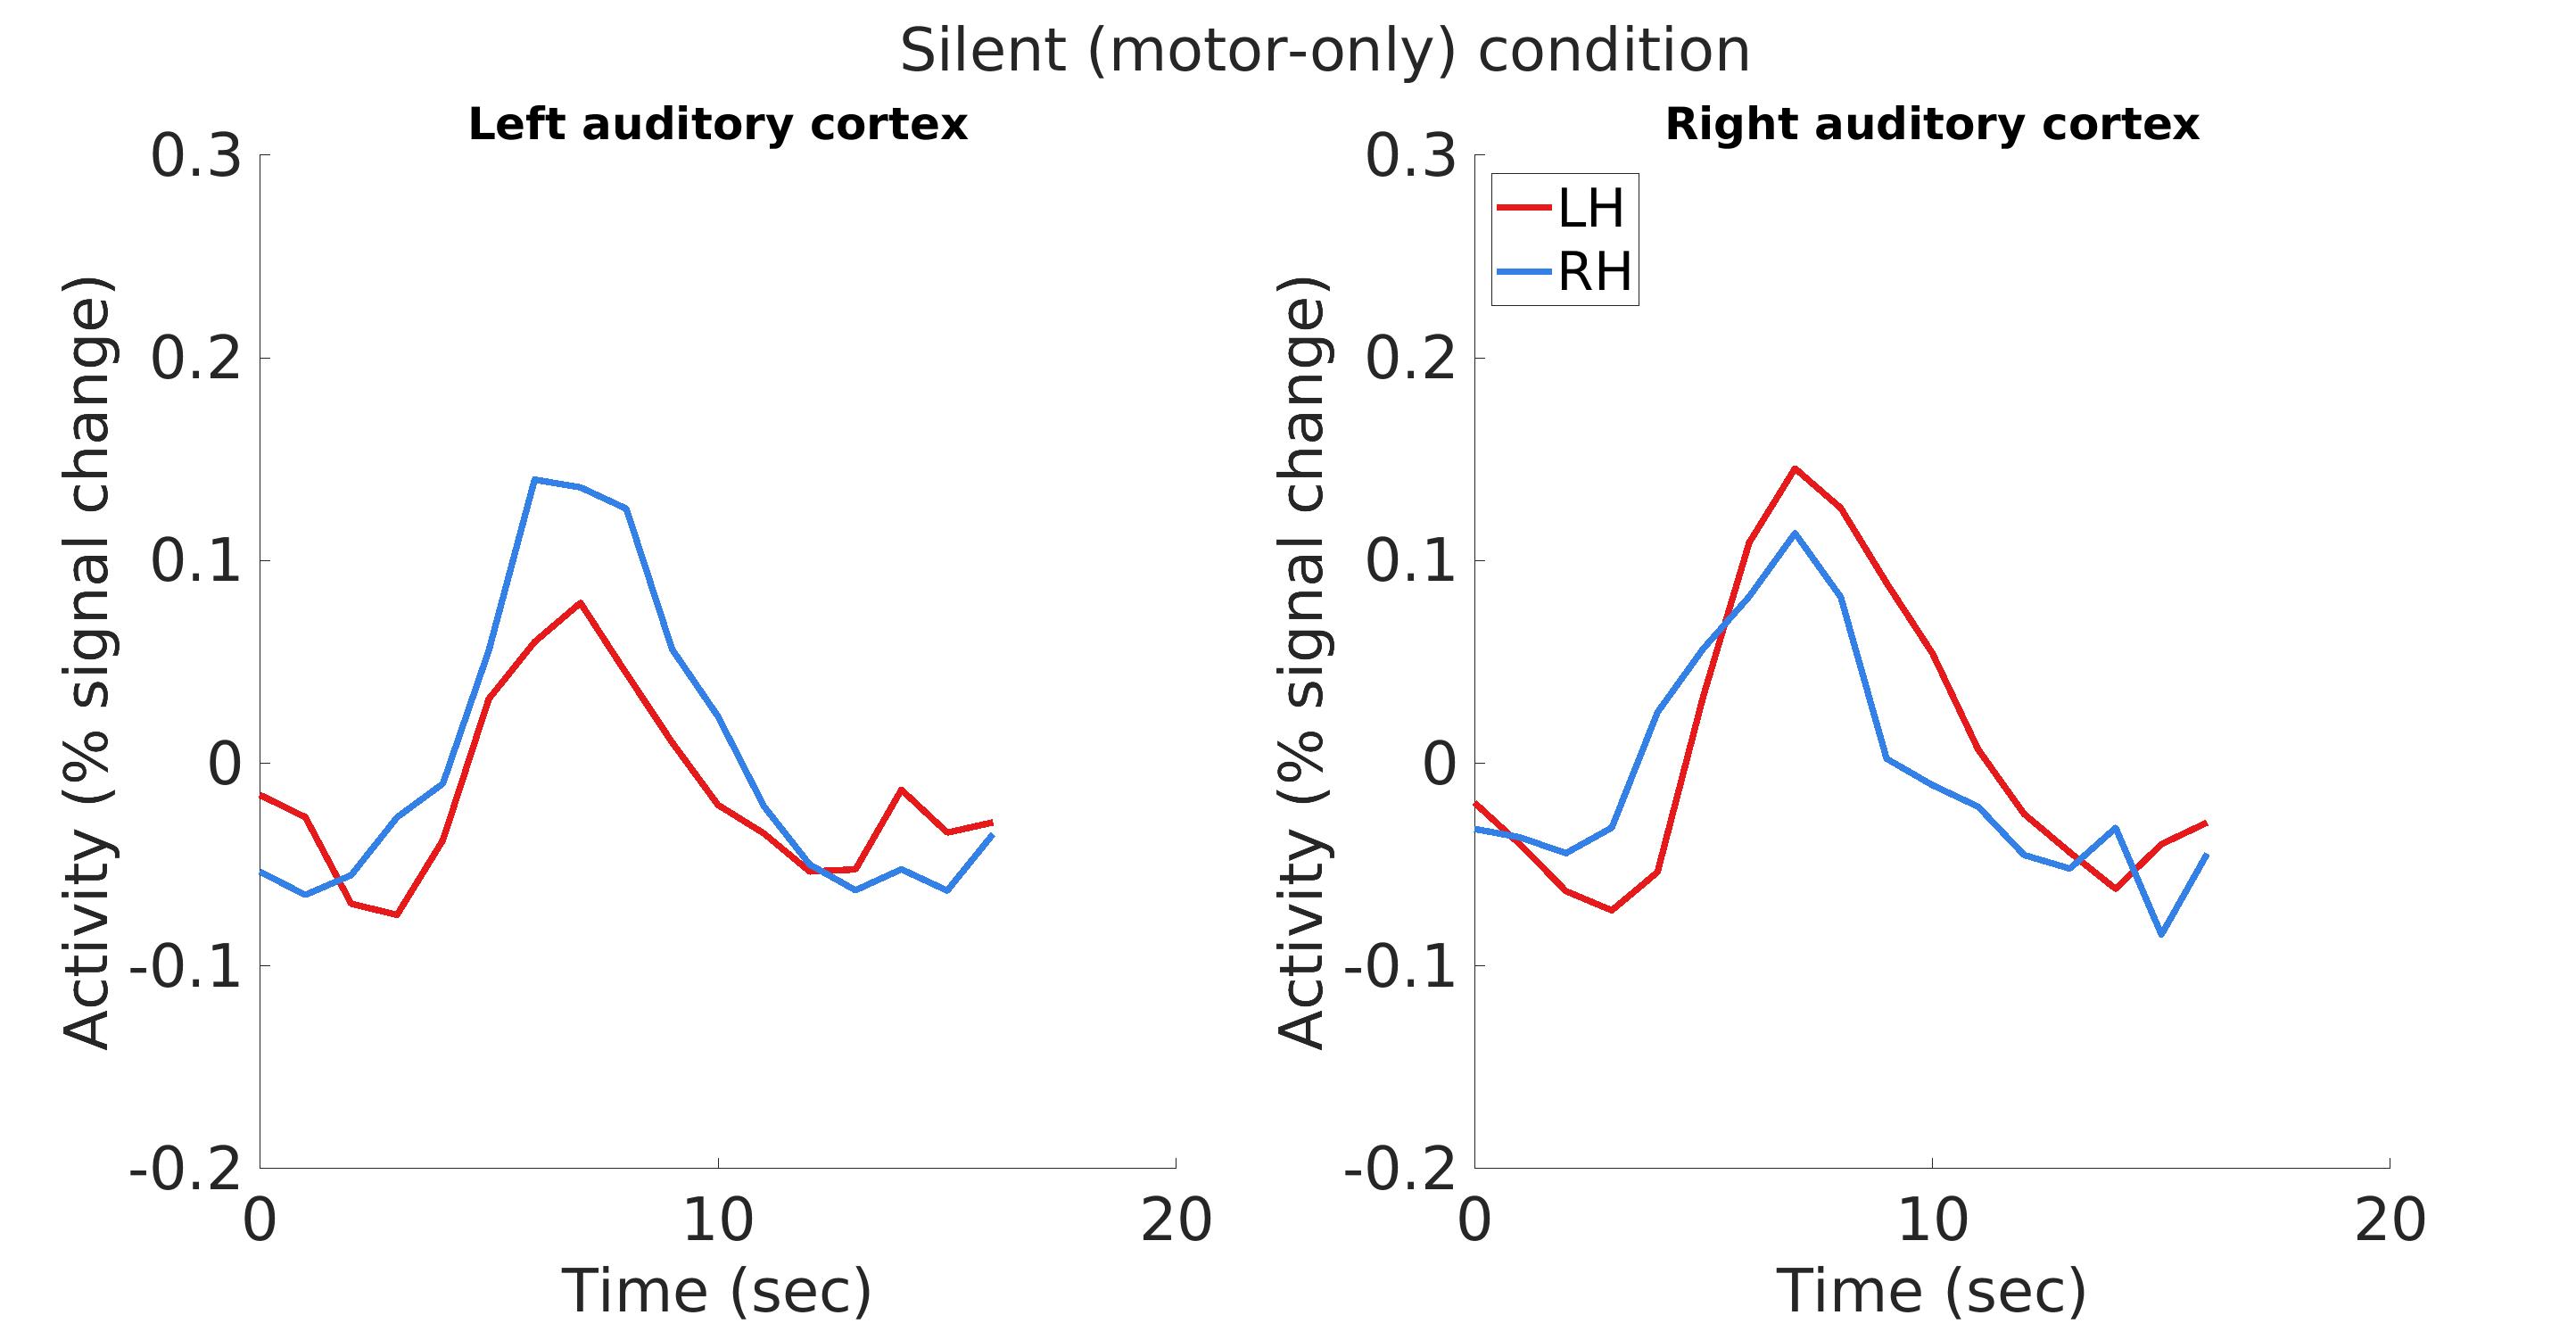 Silent (motor-only) condition
Left auditory cortex
0.3
0.2
0.1
0
-0.1
-0.2
0
10
20
Time (sec)
Activity (% signal change)
Right auditory cortex
LH
RH
0.3
0.2
0.1
0
-0.1
-0.2
0
10
20
Time (sec)
Activity (% signal change)